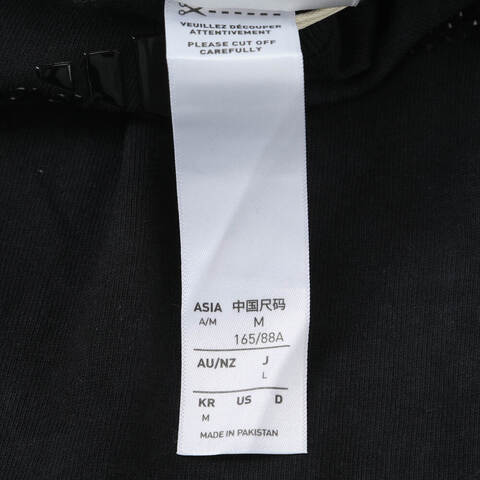 VEUILLEZ DÉCOUPER
ATTENTIVEMENT
PLEASE CUT OFF
CAREFULLY
ASIA 中国尺码
A/M M
165/88A
AU/NZ J
L L
KR US D
M
MADE IN PAKISTAN